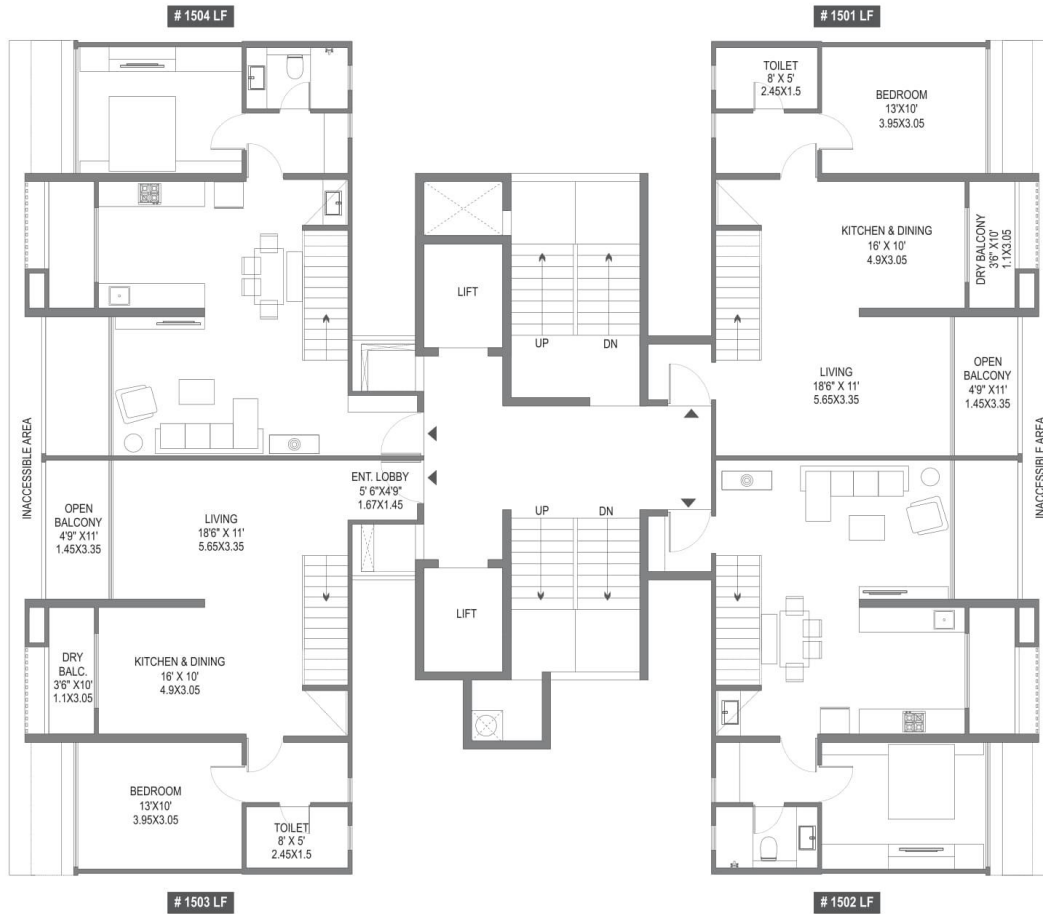 # 1504 LF
# 1501 LF
TOILET
8' X 5'
2.45X1.5
BEDROOM
13'X10'
3.95X3.05
KITCHEN & DINING
16' X 10'
4.9X3.05
DRY BALCONY
3'6" X10'
1.1X3.05
LIFT
UP
DN
LIVING
18'6" X 11'
5.65X3.35
OPEN
BALCONY
4'9" X11'
1.45X3.35
INACCESSIBLE AREA
INACCESSIBLE AREA
ENT. LOBBY
5' 6"X4'9"
1.67X1.45
OPEN
BALCONY
4'9" X11'
1.45X3.35
LIVING
18'6" X 11'
5.65X3.35
UP
DN
LIFT
DRY
BALC.
3'6" X10'
1.1X3.05
KITCHEN & DINING
16' X 10'
4.9X3.05
BEDROOM
13'X10'
3.95X3.05
TOILET
8' X 5'
2.45X1.5
# 1503 LF
# 1502 LF